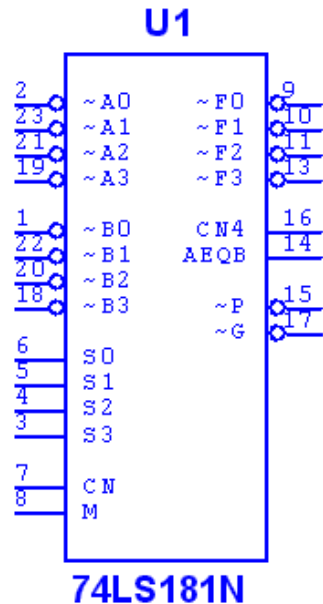 U1
2 ~A0 ~F0 9
23 ~A1 ~F1 10
21 ~A2 ~F2 11
19 ~A3 ~F3 13
1 ~B0 CN4 16
22 ~B1 AEQB 14
20 ~B2
18 ~B3 ~P 15
~G 17
6 S0
5 S1
4 S2
3 S3
7 CN
8 M
74LS181N